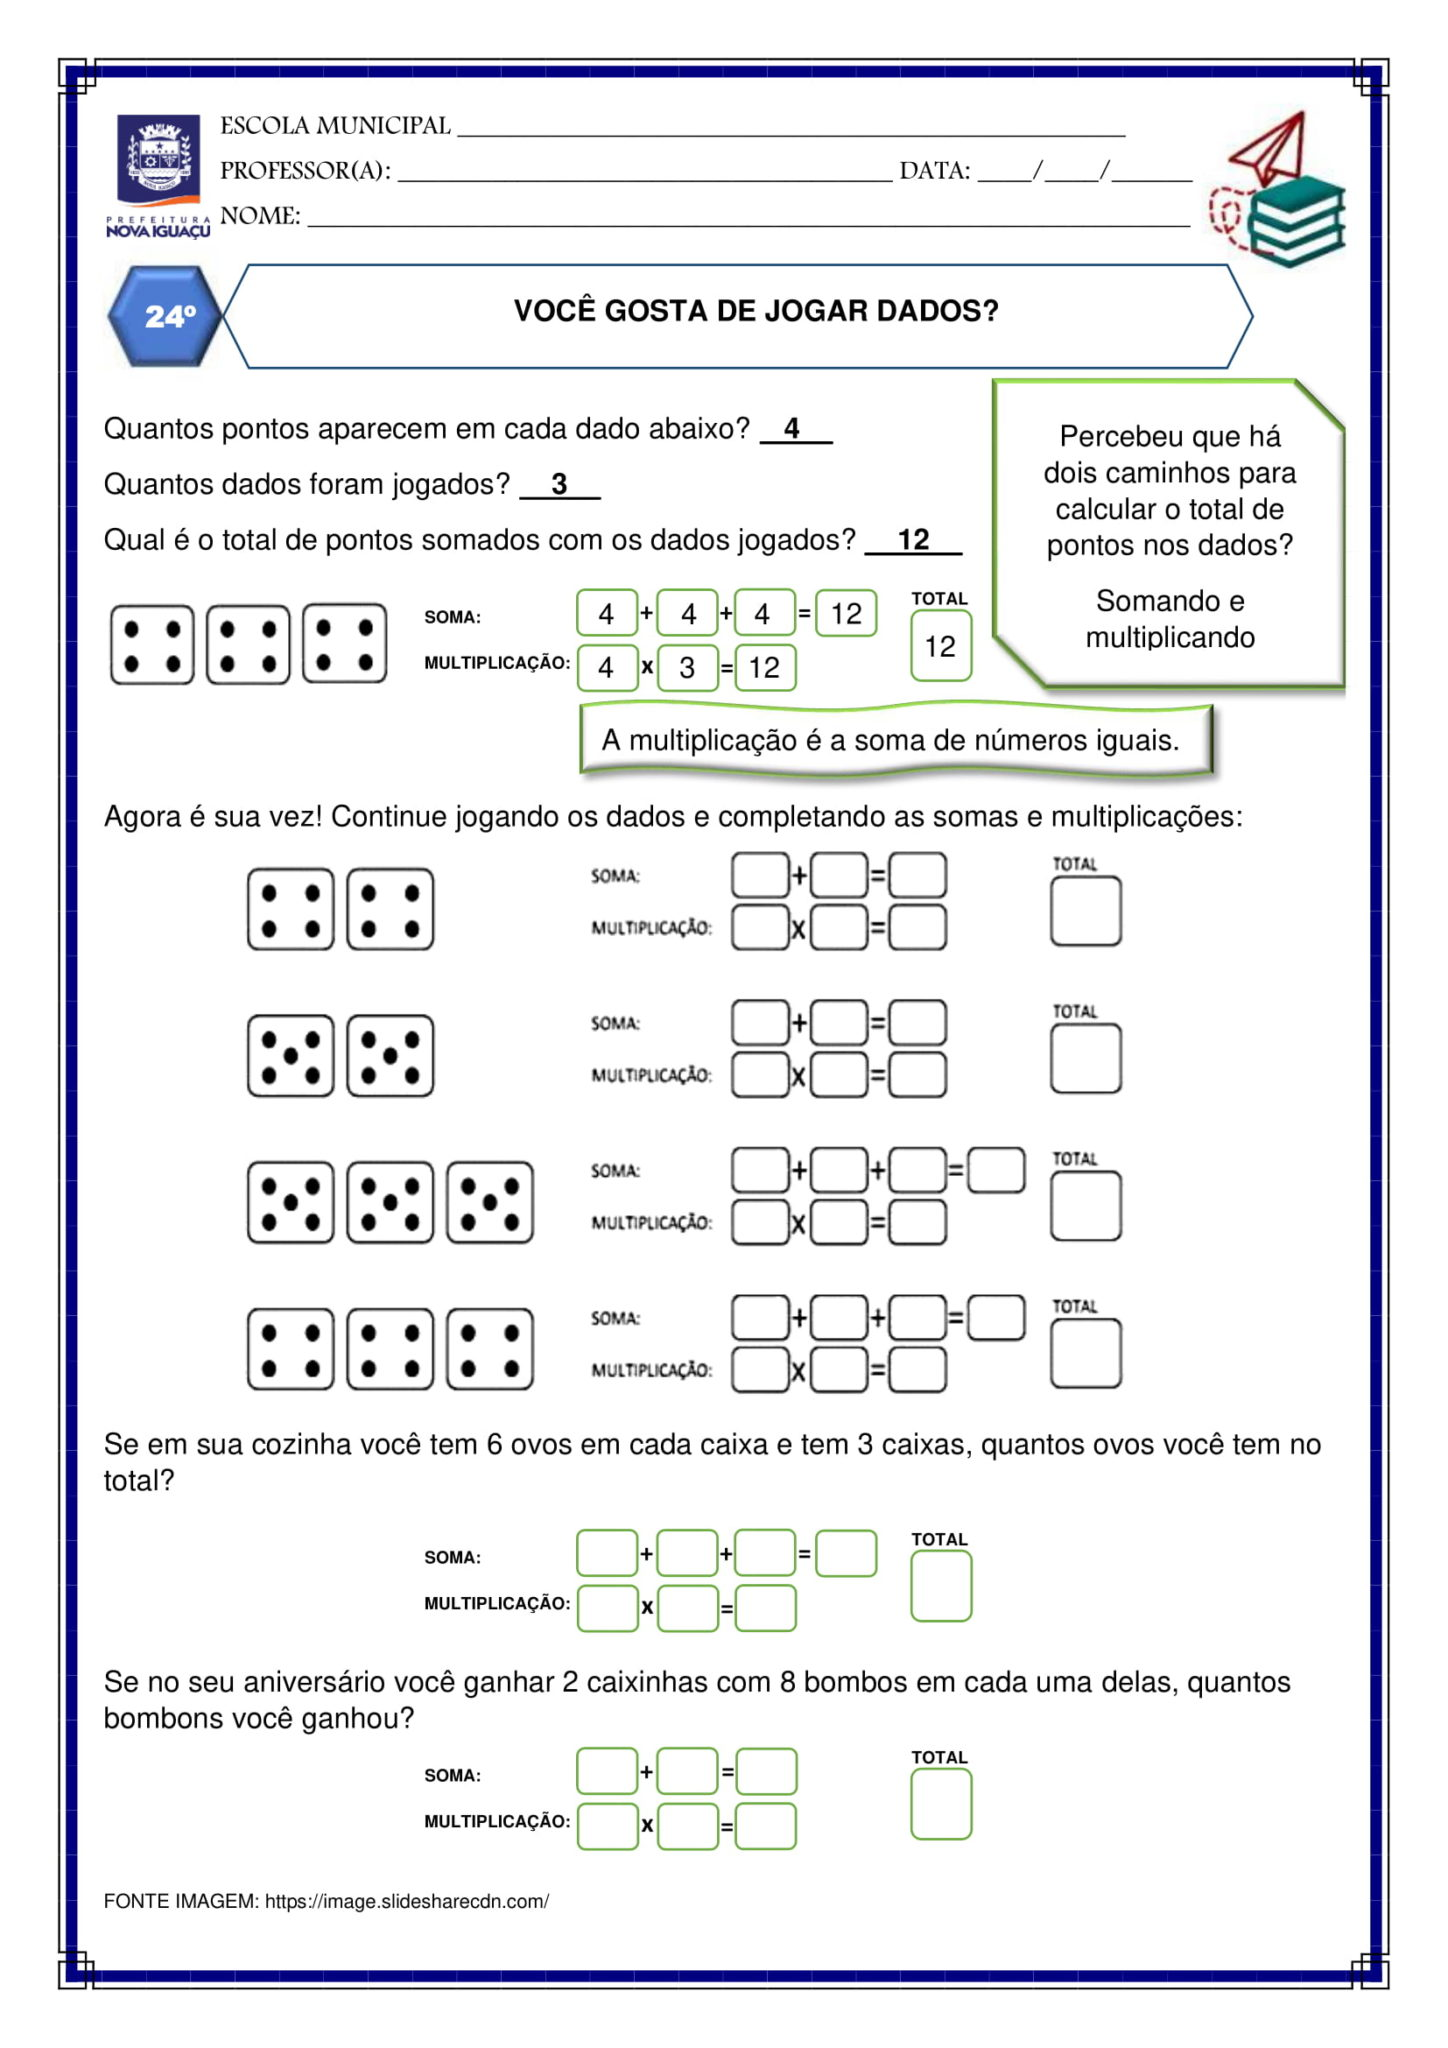 ESCOLA MUNICIPAL ____________________
PROFESSOR(A): ____________________ DATA: ____/____/______
NOME: ____________________
PREFEITURA
NOVA IGUAÇU
24º
VOCÊ GOSTA DE JOGAR DADOS?
Quantos pontos aparecem em cada dado abaixo? 4
Quantos dados foram jogados? 3
Qual é o total de pontos somados com os dados jogados? 12
Percebeu que há
dois caminhos para
calcular o total de
pontos nos dados?
Somando e
multiplicando
SOMA: 4 + 4 + 4 = 12
MULTIPLICAÇÃO: 4 x 3 = 12
TOTAL
12
A multiplicação é a soma de números iguais.
Agora é sua vez! Continue jogando os dados e completando as somas e multiplicações:
SOMA: + =
MULTIPLICAÇÃO: X =
TOTAL
SOMA: + =
MULTIPLICAÇÃO: X =
TOTAL
SOMA: + + =
MULTIPLICAÇÃO: X =
TOTAL
SOMA: + + =
MULTIPLICAÇÃO: X =
TOTAL
Se em sua cozinha você tem 6 ovos em cada caixa e tem 3 caixas, quantos ovos você tem no
total?
SOMA: + + =
MULTIPLICAÇÃO: x =
TOTAL
Se no seu aniversário você ganhar 2 caixinhas com 8 bombos em cada uma delas, quantos
bombons você ganhou?
SOMA: + =
MULTIPLICAÇÃO: x =
TOTAL
FONTE IMAGEM: https://image.slidesharecdn.com/